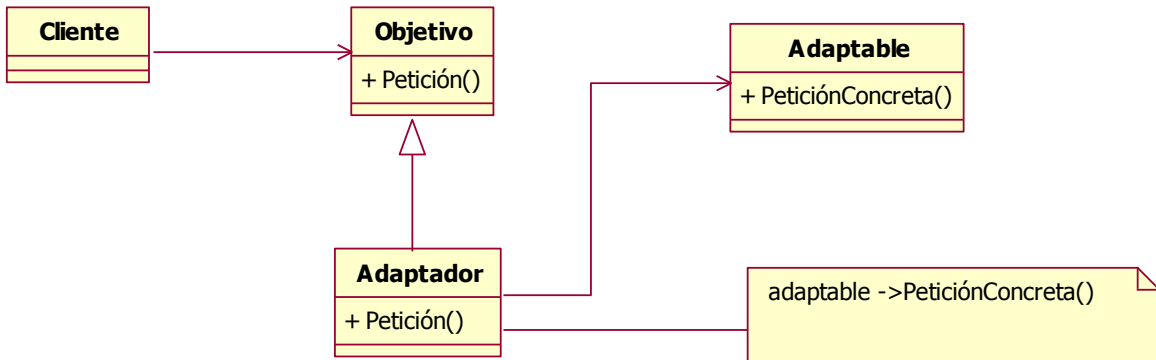 Cliente
Objetivo
+ Petición()
Adaptable
+ PeticiónConcreta()
Adaptador
+ Petición()
adaptable ->PeticiónConcreta()